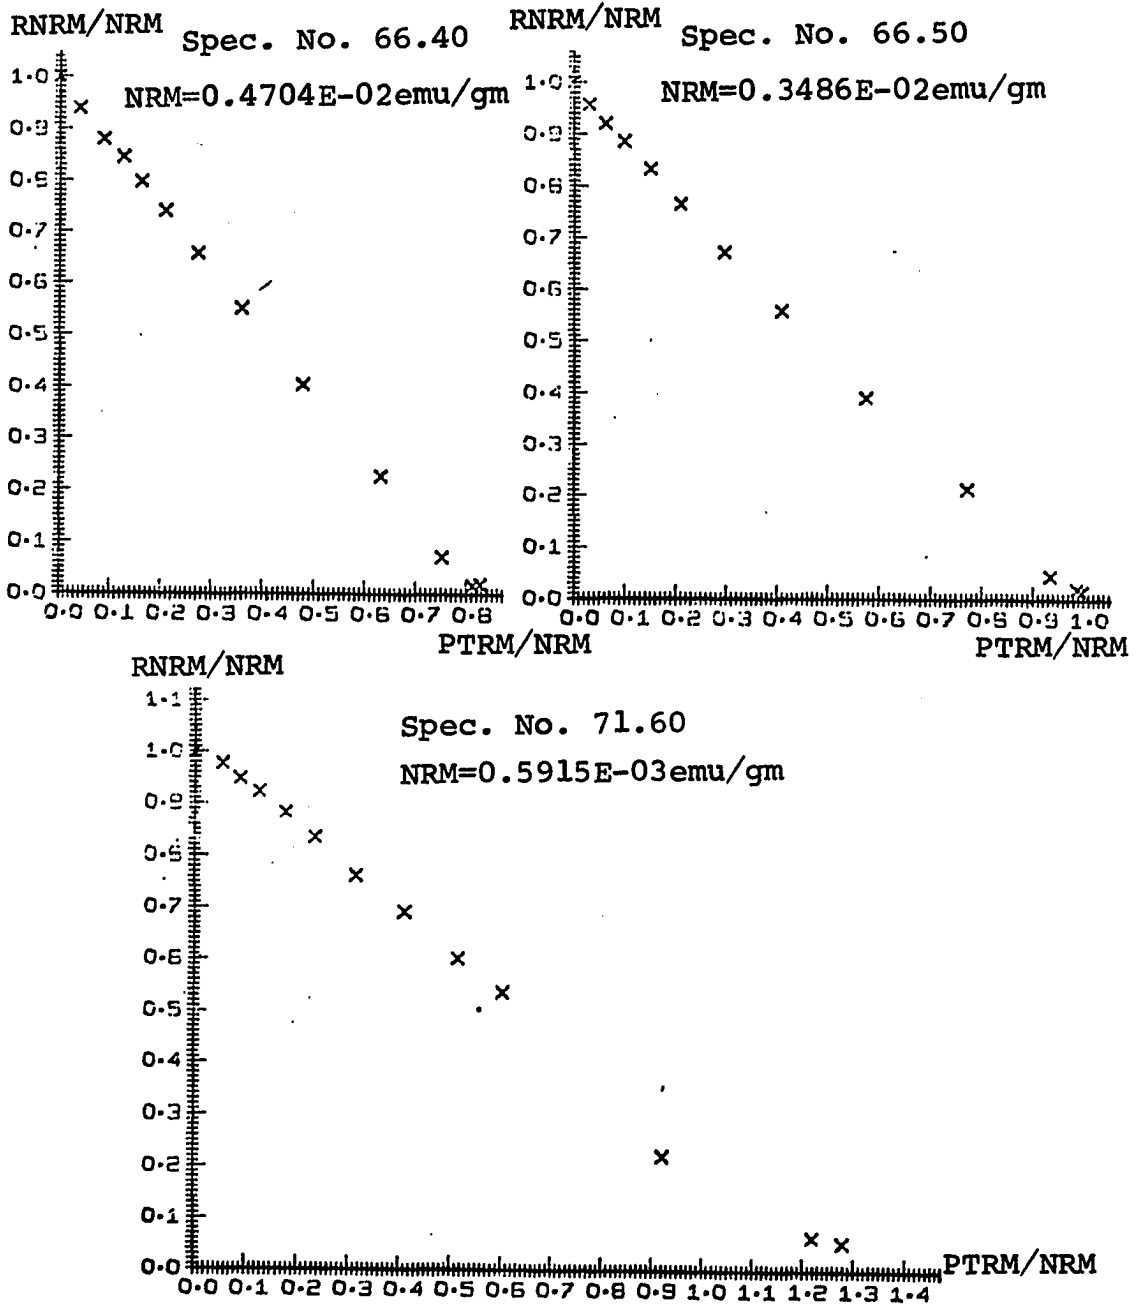 RNRM/NRM
Spec. No. 66.40
NRM=0.4704E-02emu/gm
1.0
0.9
0.8
0.7
0.6
0.5
0.4
0.3
0.2
0.1
0.0
0.0 0.1 0.2 0.3 0.4 0.5 0.6 0.7 0.8
PTRM/NRM
RNRM/NRM
Spec. No. 66.50
NRM=0.3486E-02emu/gm
1.0
0.9
0.8
0.7
0.6
0.5
0.4
0.3
0.2
0.1
0.0
0.0 0.1 0.2 0.3 0.4 0.5 0.6 0.7 0.8 0.9 1.0
PTRM/NRM
RNRM/NRM
Spec. No. 71.60
NRM=0.5915E-03emu/gm
1.1
1.0
0.9
0.8
0.7
0.6
0.5
0.4
0.3
0.2
0.1
0.0
0.0 0.1 0.2 0.3 0.4 0.5 0.6 0.7 0.8 0.9 1.0 1.1 1.2 1.3 1.4
PTRM/NRM